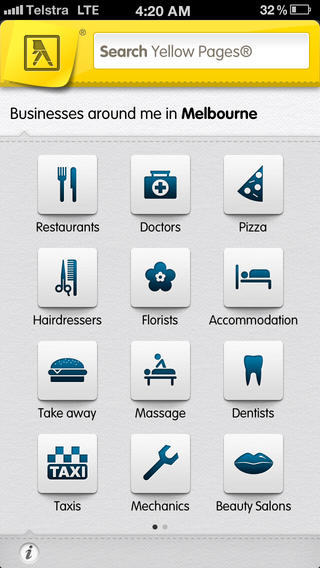 Telstra LTE 4:20 AM 32%
®
Search Yellow Pages®
Businesses around me in Melbourne
Restaurants Doctors Pizza
Hairdressers Florists Accommodation
Take away Massage Dentists
TAXI
Taxis Mechanics Beauty Salons
i